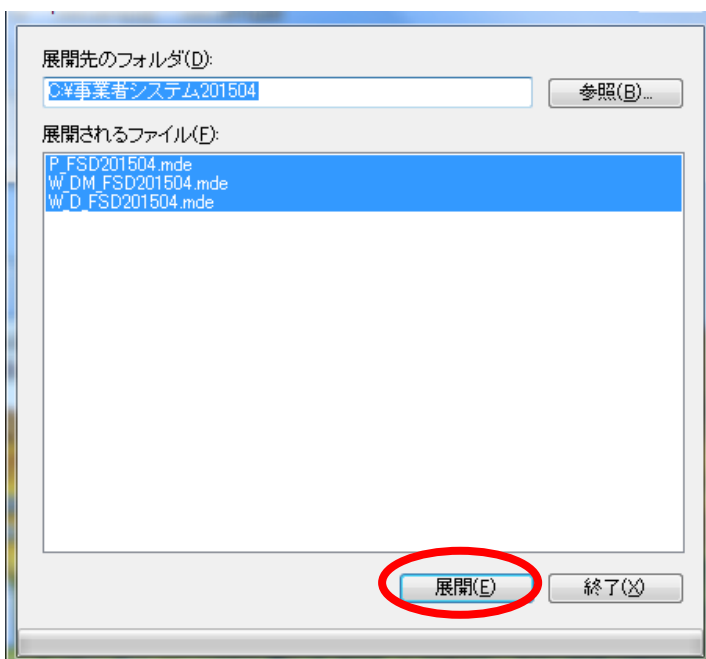 展開先のフォルダ(D):
C:¥事業者システム201504
参照(B)...
展開されるファイル(F):
P_FSD201504.mde
W_DM_FSD201504.mde
W_D_FSD201504.mde
展開(E)
終了(X)